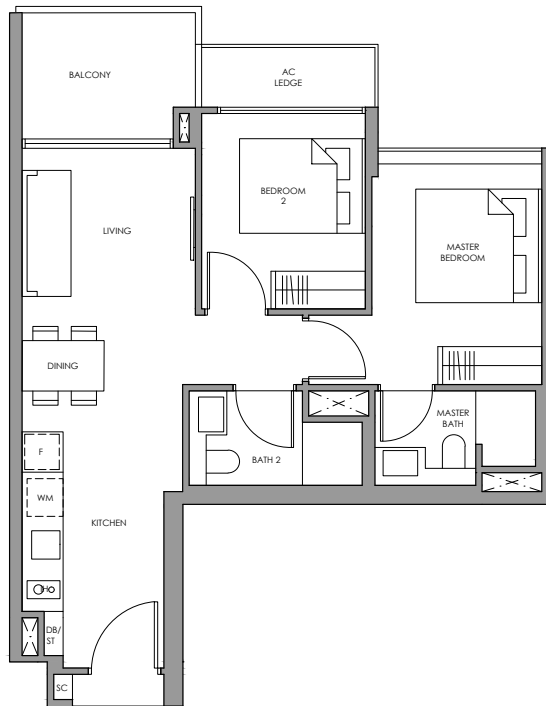 BALCONY
AC
LEDGE
BEDROOM
2
LIVING
MASTER
BEDROOM
DINING
MASTER
BATH
F
BATH 2
WM
KITCHEN
H
DB/
ST
SC